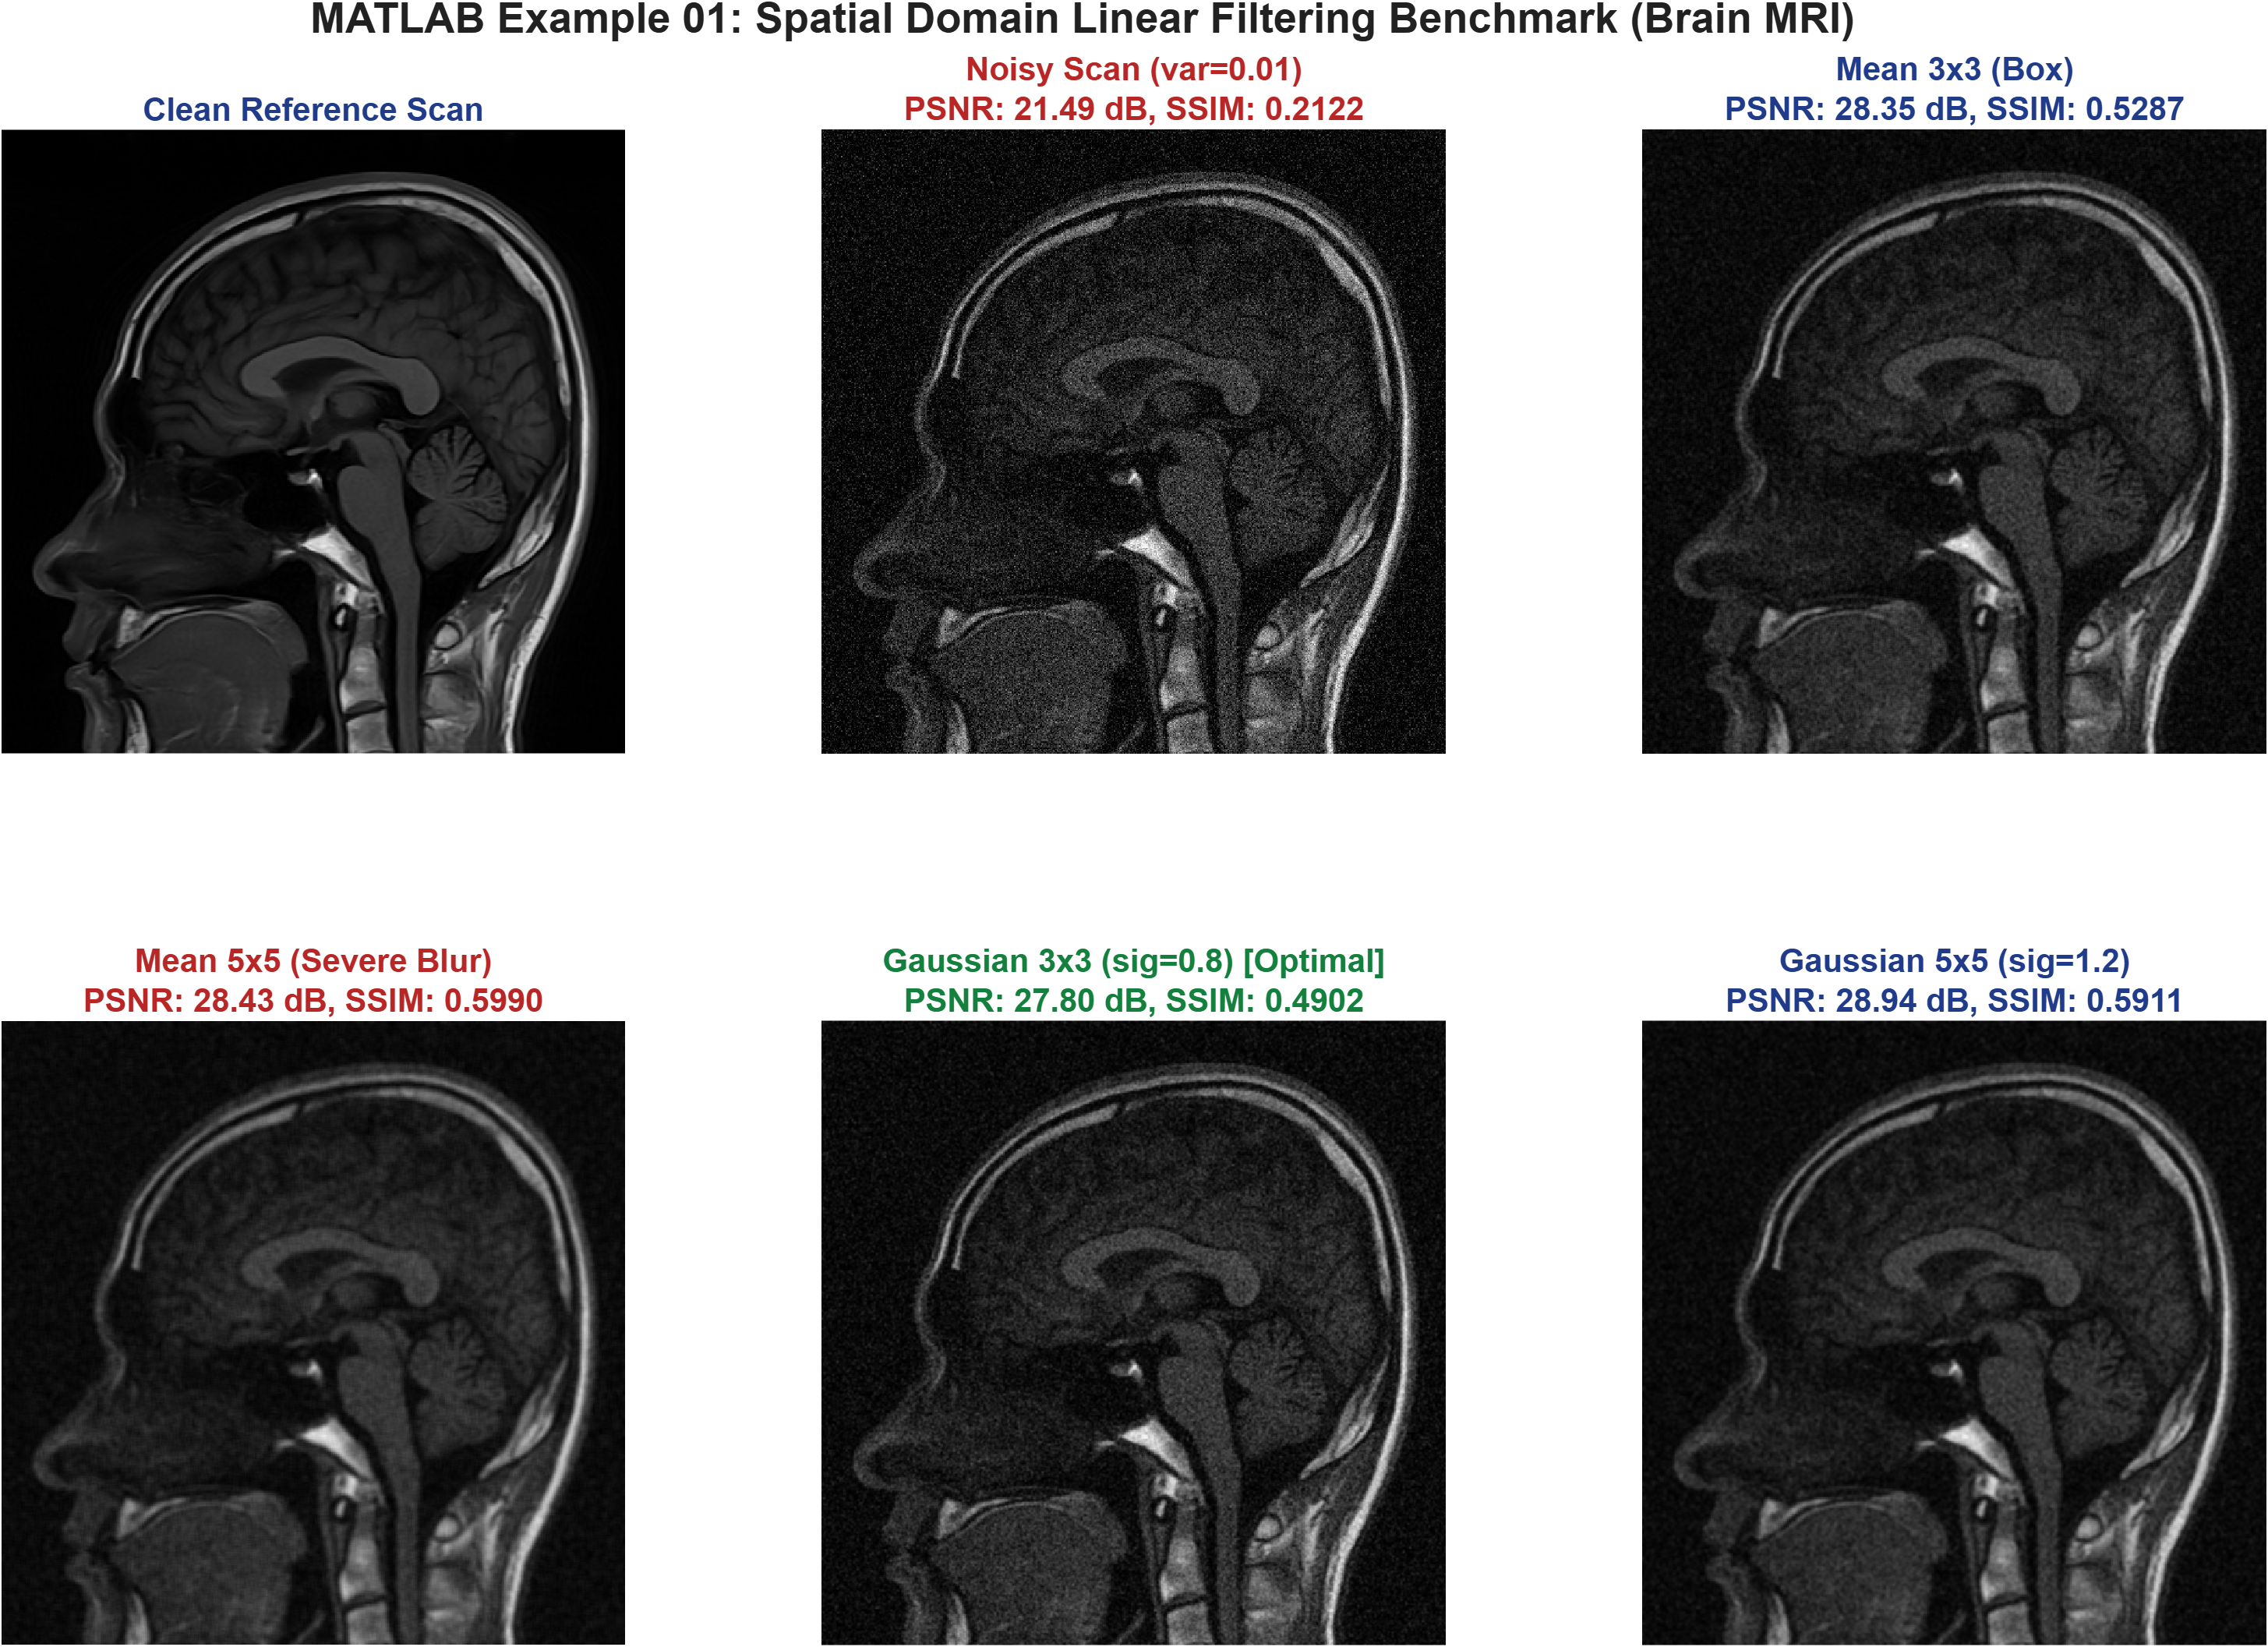 MATLAB Example 01: Spatial Domain Linear Filtering Benchmark (Brain MRI)
Clean Reference Scan
Noisy Scan (var=0.01)
PSNR: 21.49 dB, SSIM: 0.2122
Mean 3x3 (Box)
PSNR: 28.35 dB, SSIM: 0.5287
Mean 5x5 (Severe Blur)
PSNR: 28.43 dB, SSIM: 0.5990
Gaussian 3x3 (sig=0.8) [Optimal]
PSNR: 27.80 dB, SSIM: 0.4902
Gaussian 5x5 (sig=1.2)
PSNR: 28.94 dB, SSIM: 0.5911